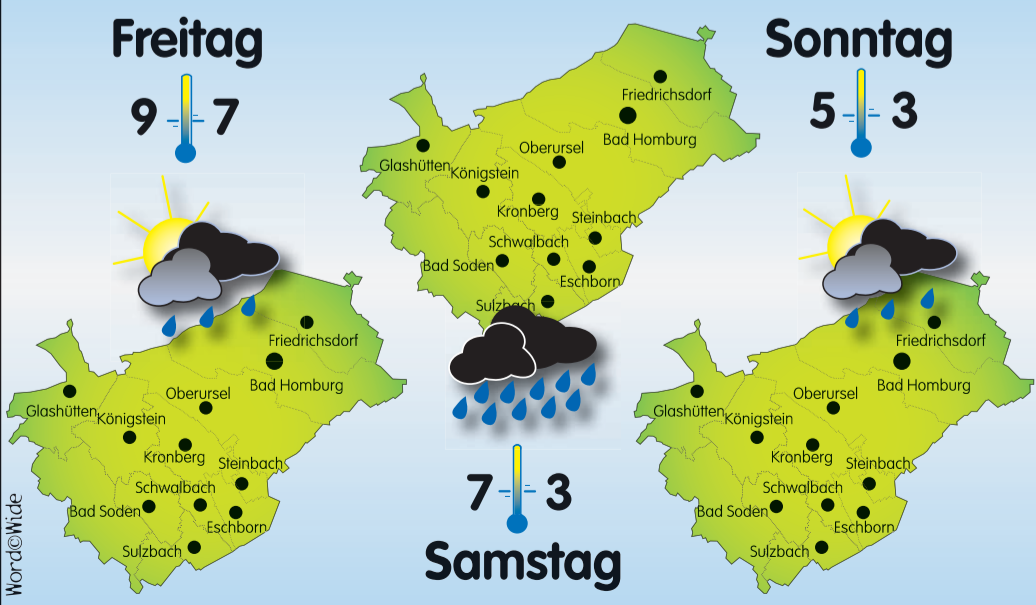 Freitag
9 7
Friedrichsdorf
Bad Homburg
Oberursel
Glashütten
Königstein
Kronberg
Steinbach
Schwalbach
Bad Soden
Eschborn
Sulzbach
Friedrichsdorf
Bad Homburg
Oberursel
Glashütten
Königstein
Kronberg
Steinbach
Schwalbach
Bad Soden
Eschborn
Sulzbach
7 3
Samstag
Sonntag
5 3
Friedrichsdorf
Bad Homburg
Oberursel
Glashütten
Königstein
Kronberg
Steinbach
Schwalbach
Bad Soden
Eschborn
Sulzbach
Word©Wide